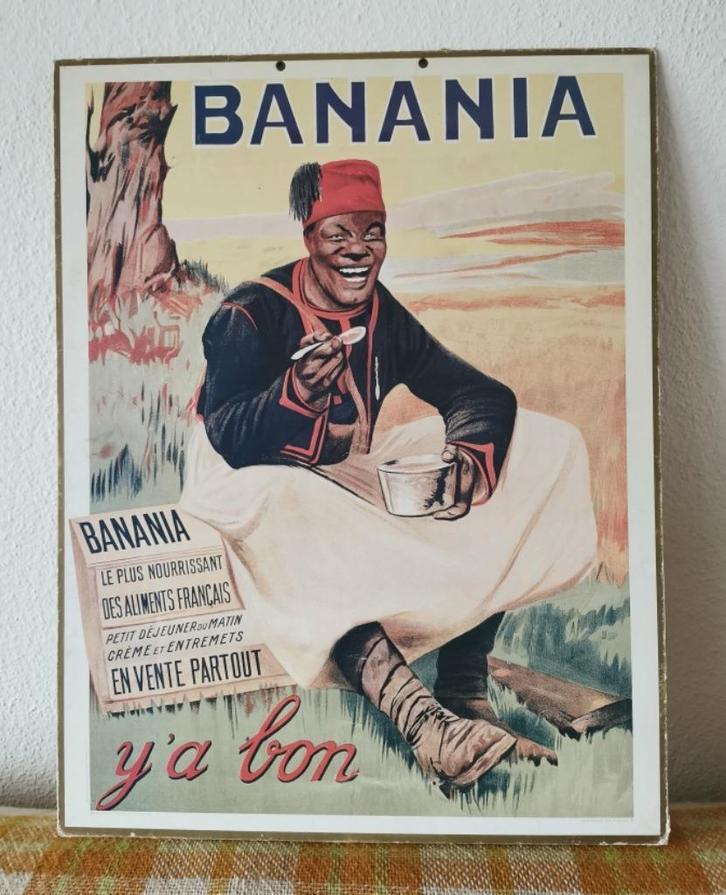 BANANIA
BANANIA
LE PLUS NOURRISSANT
DES ALIMENTS FRANÇAIS
PETIT DÉJEUNER DU MATIN
CRÈME ET ENTREMETS
EN VENTE PARTOUT
y'a bon